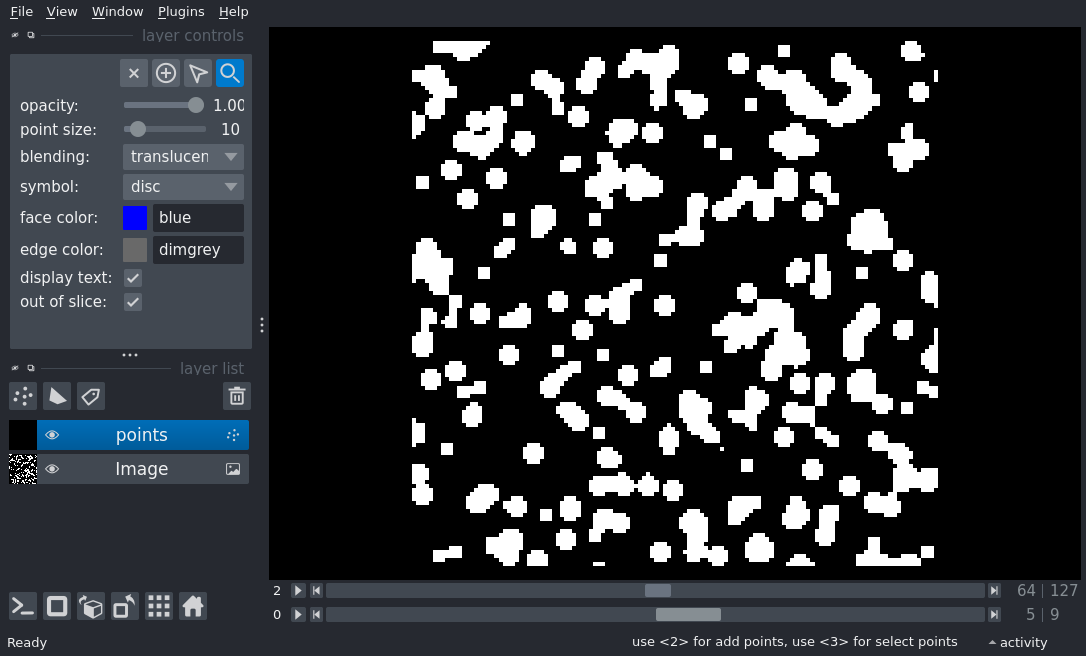 File View Window Plugins Help
layer controls
opacity: 1.00
point size: 10
blending: translucen
symbol: disc
face color: blue
edge color: dimgrey
display text:
out of slice:
layer list
points
Image
2 64 | 127
0 5 | 9
Ready use <2> for add points, use <3> for select points activity